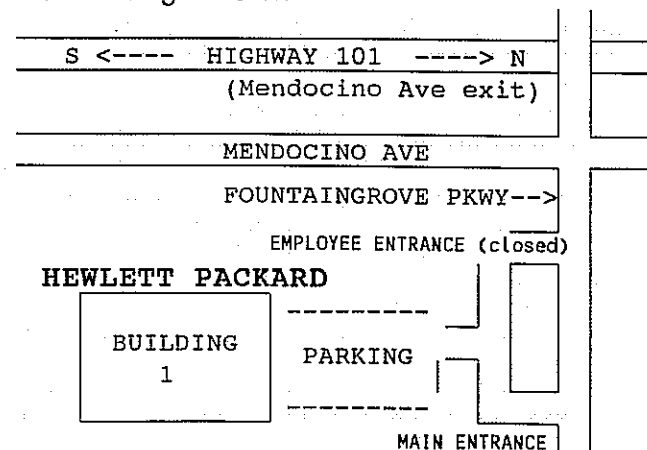 S <---- HIGHWAY 101 ----> N
(Mendocino Ave exit)
MENDOCINO AVE
FOUNTAINGROVE PKWY-->
EMPLOYEE ENTRANCE (closed)
HEWLETT PACKARD
BUILDING
1
PARKING
MAIN ENTRANCE